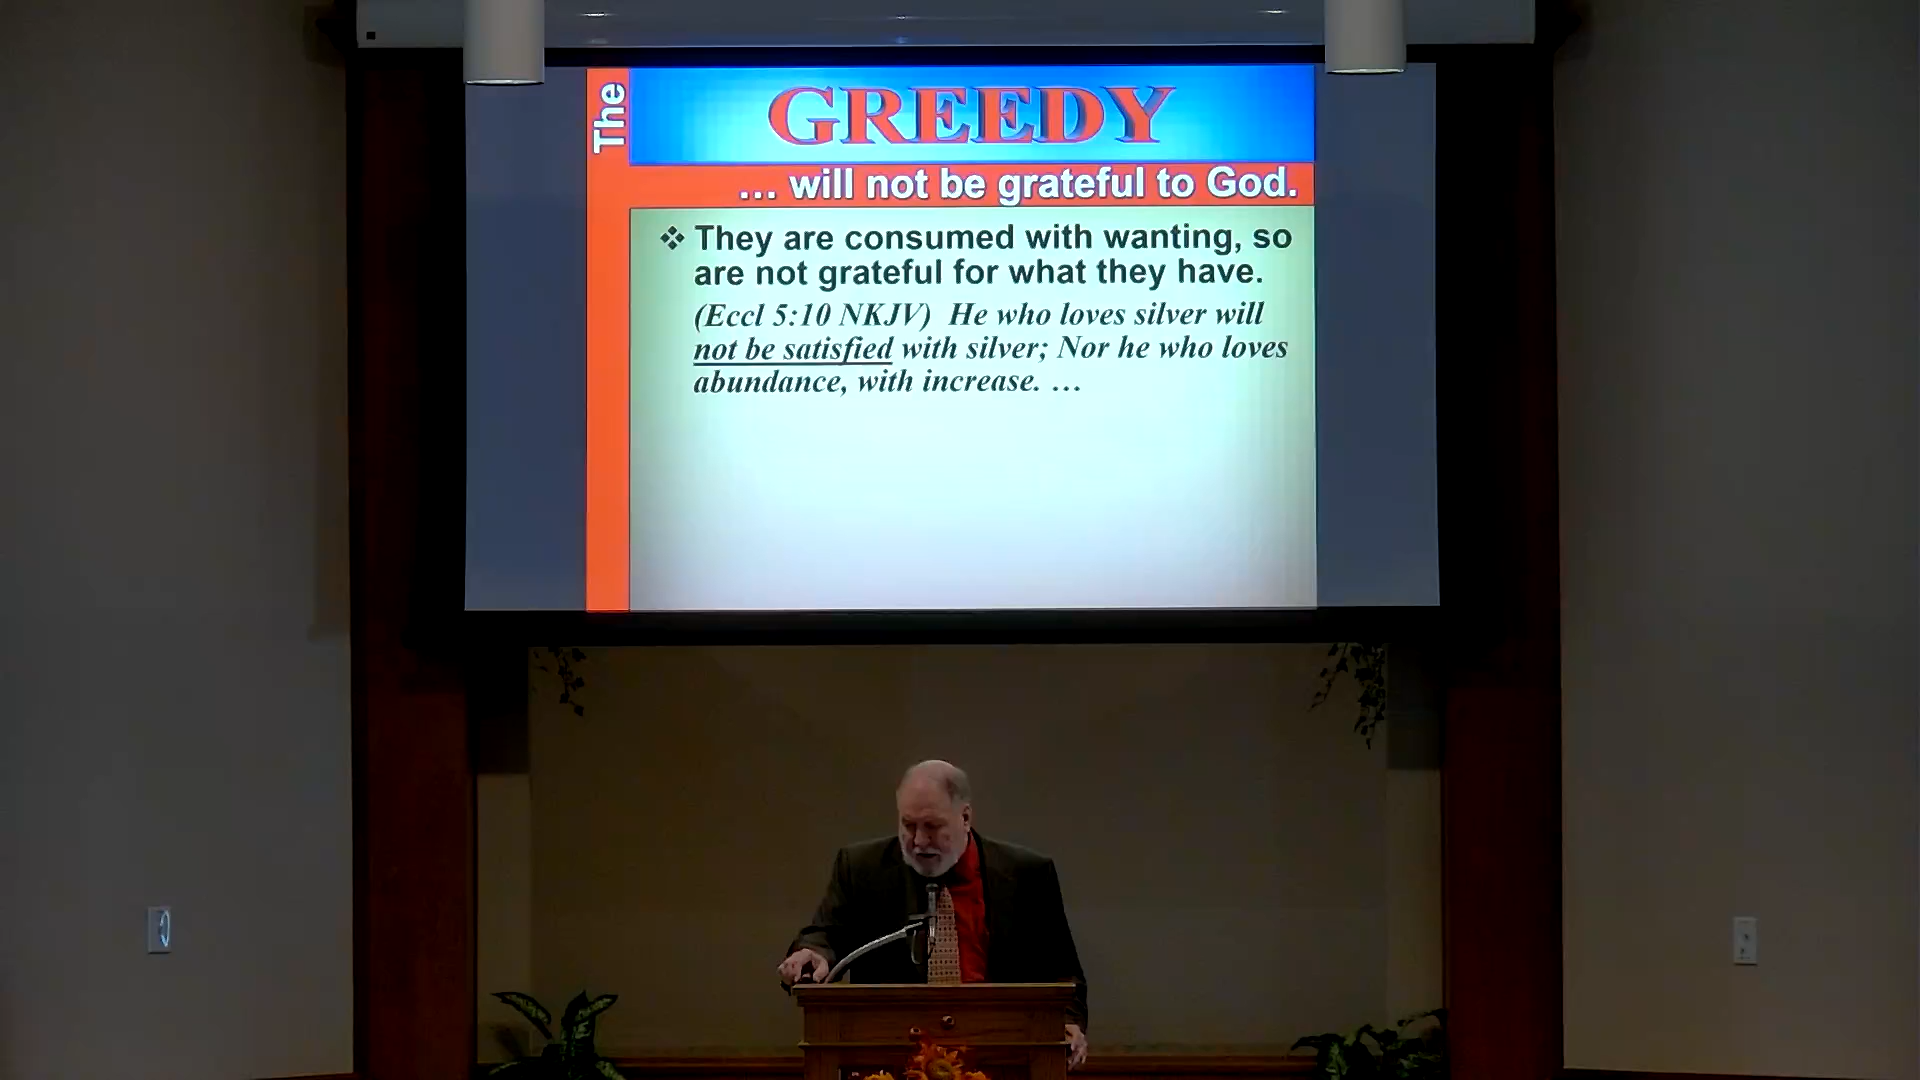 The
GREEDY
... will not be grateful to God.
❖ They are consumed with wanting, so
are not grateful for what they have.
(Eccl 5:10 NKJV)  He who loves silver will
not be satisfied with silver; Nor he who loves
abundance, with increase. ...